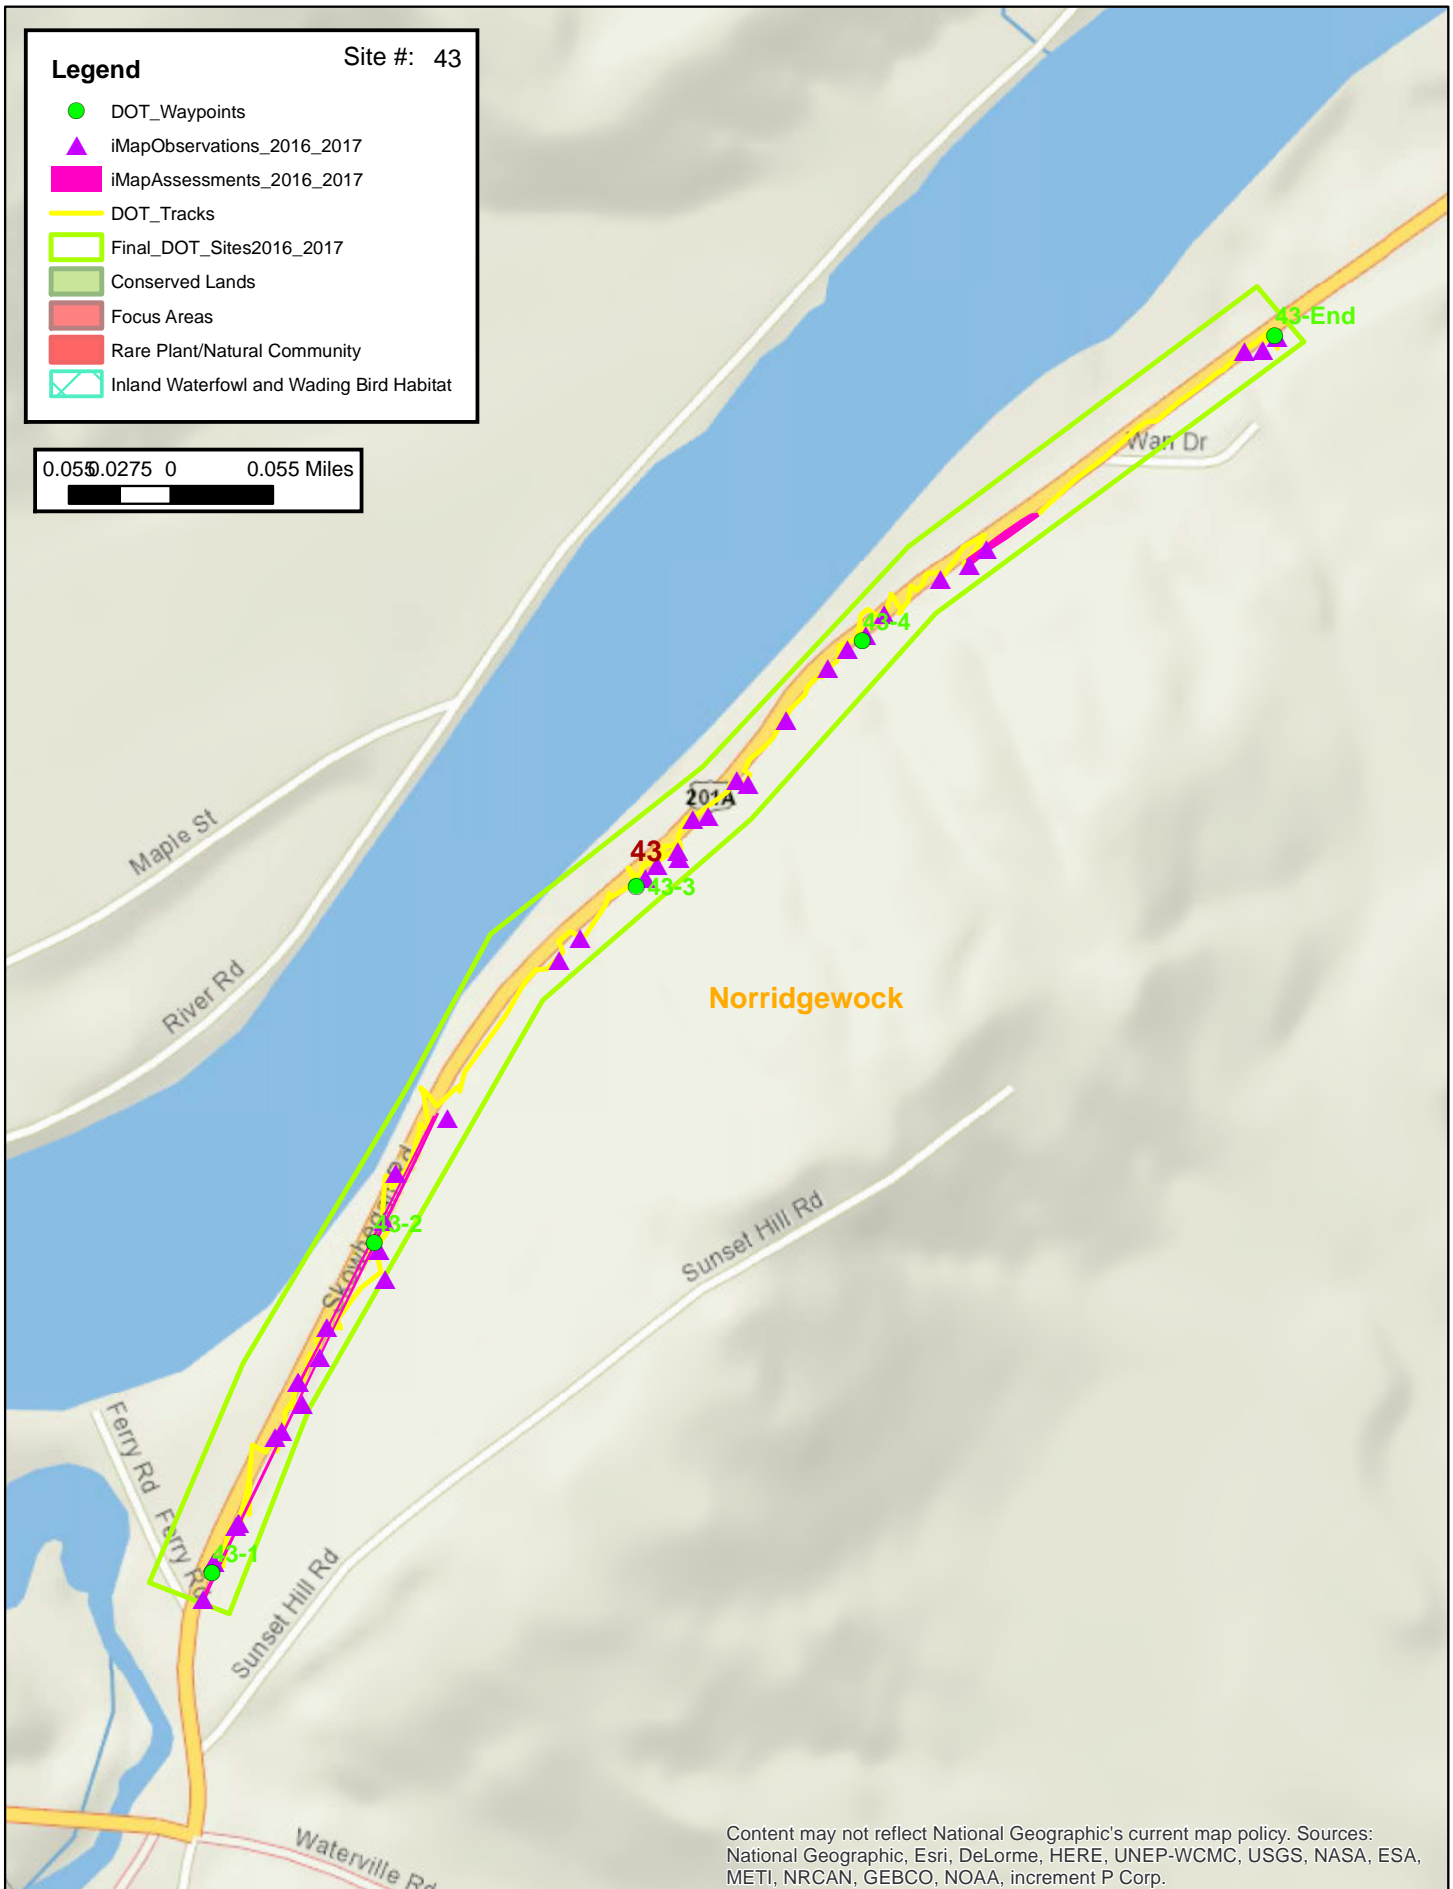 Legend
Site #: 43
DOT_Waypoints
iMapObservations_2016_2017
iMapAssessments_2016_2017
DOT_Tracks
Final_DOT_Sites2016_2017
Conserved Lands
Focus Areas
Rare Plant/Natural Community
Inland Waterfowl and Wading Bird Habitat
0.055 0.0275 0 0.055 Miles
43-End
Wan Dr
43-4
201A
43
43-3
Maple St
River Rd
Norridgewock
Skowhegan Rd
43-2
Sunset Hill Rd
Ferry Rd
Ferry Rd
43-1
Sunset Hill Rd
Waterville Rd
Content may not reflect National Geographic's current map policy. Sources:
National Geographic, Esri, DeLorme, HERE, UNEP-WCMC, USGS, NASA, ESA,
METI, NRCAN, GEBCO, NOAA, increment P Corp.